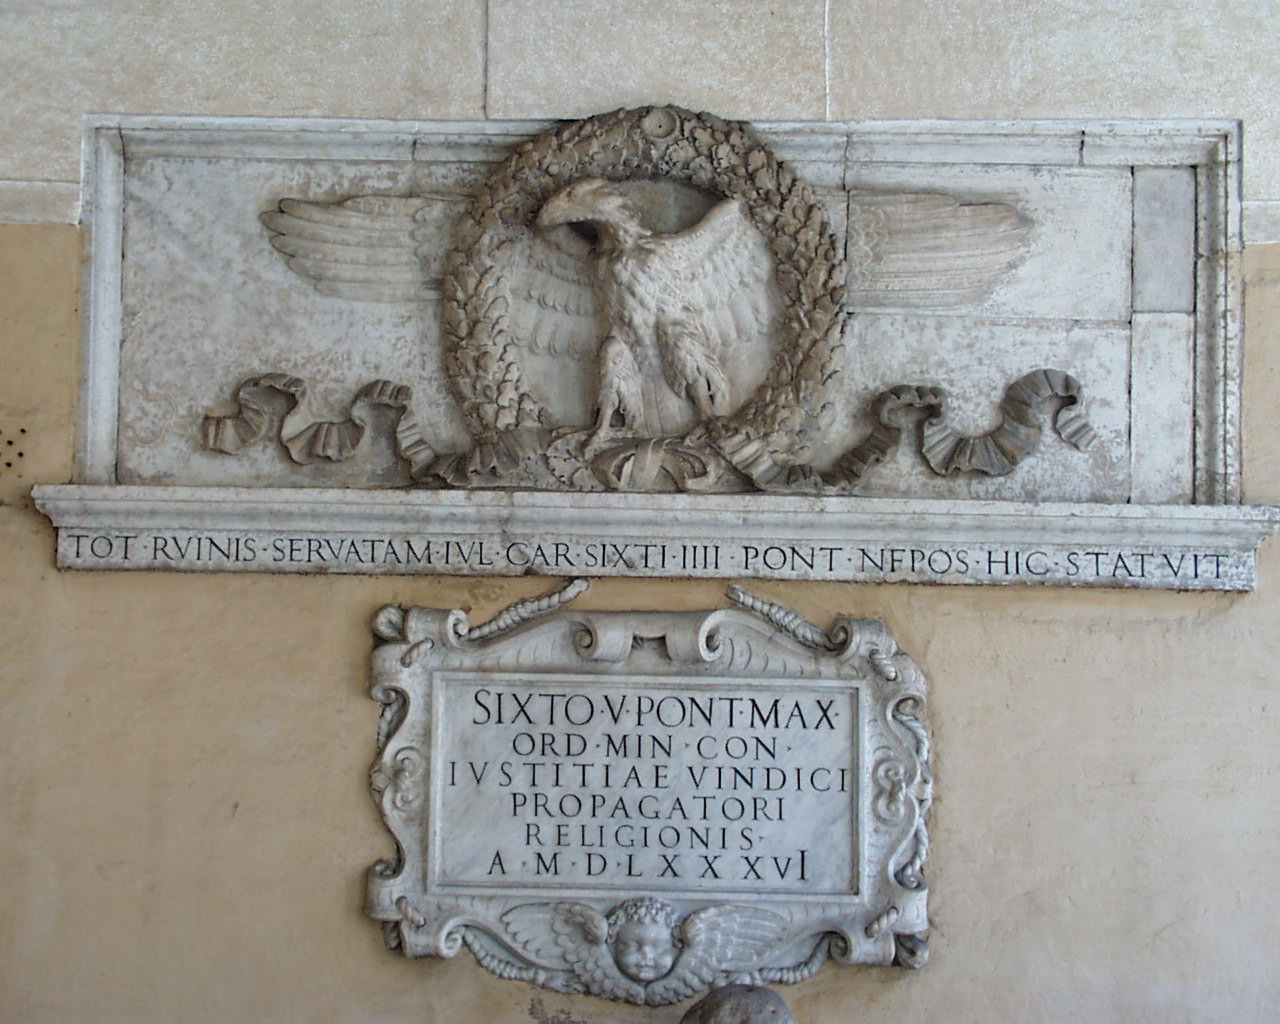 TOT·RVINIS·SERVATAM·IVL·CAR·SIXTI·IIII·PONT·NEPOS·HIC·STATVIT
SIXTO·V·PONT·MAX·
ORD·MIN·CON·
IVSTITIAE VINDICI
PROPAGATORI
RELIGIONIS·
A·M·D·LXXXVI